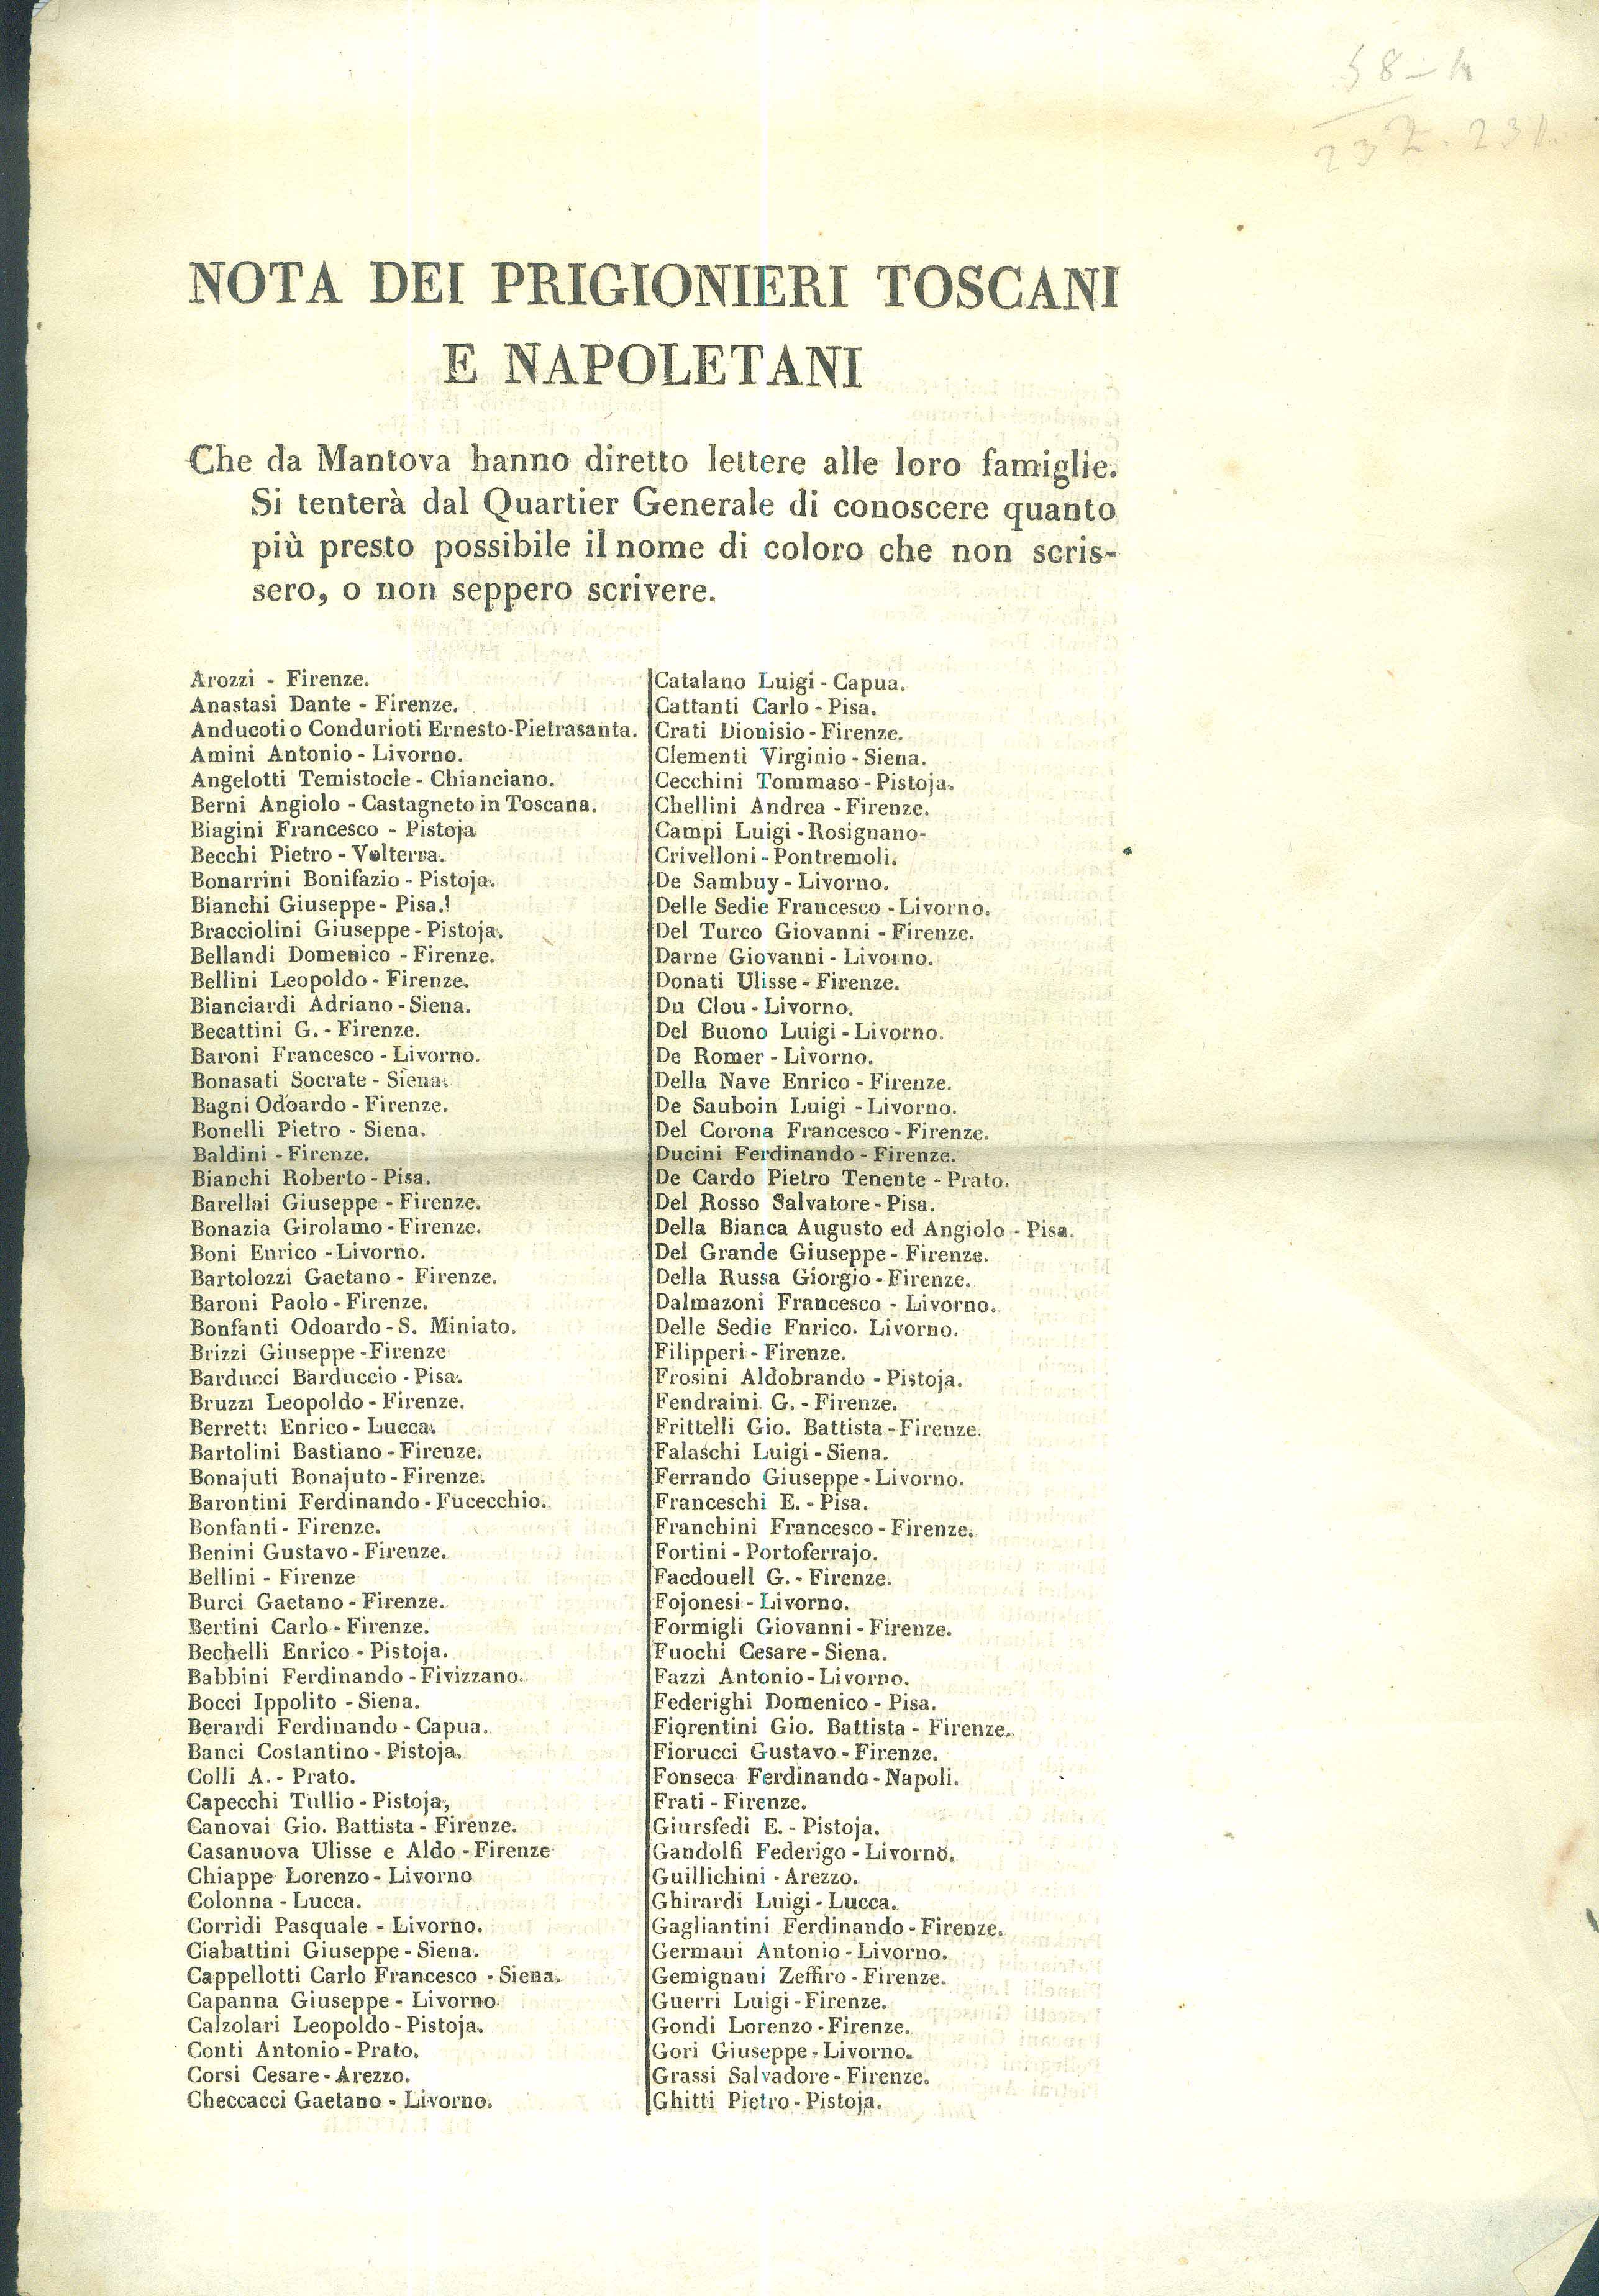 58-4
232.231.
NOTA DEI PRIGIONIERI TOSCANI
E NAPOLETANI
Che da Mantova hanno diretto lettere alle loro famiglie.
Si tenterà dal Quartier Generale di conoscere quanto
più presto possibile il nome di coloro che non scris-
sero, o non seppero scrivere.
Arozzi - Firenze.
Anastasi Dante - Firenze.
Anducoti o Condurioti Ernesto-Pietrasanta.
Amini Antonio - Livorno.
Angelotti Temistocle - Chianciano.
Berni Angiolo - Castagneto in Toscana.
Biagini Francesco - Pistoja
Becchi Pietro - Volterra.
Bonarrini Bonifazio - Pistoja.
Bianchi Giuseppe - Pisa.!
Bracciolini Giuseppe - Pistoja.
Bellandi Domenico - Firenze.
Bellini Leopoldo - Firenze.
Bianciardi Adriano - Siena.
Becattini G. - Firenze.
Baroni Francesco - Livorno.
Bonasati Socrate - Siena.
Bagni Odoardo - Firenze.
Bonelli Pietro - Siena.
Baldini - Firenze.
Bianchi Roberto - Pisa.
Barellai Giuseppe - Firenze.
Bonazia Girolamo - Firenze.
Boni Enrico - Livorno.
Bartolozzi Gaetano - Firenze.
Baroni Paolo - Firenze.
Bonfanti Odoardo - S. Miniato.
Brizzi Giuseppe - Firenze
Barducci Barduccio - Pisa.
Bruzzi Leopoldo - Firenze.
Berretti Enrico - Lucca.
Bartolini Bastiano - Firenze.
Bonajuti Bonajuto - Firenze.
Barontini Ferdinando - Fucecchio.
Bonfanti - Firenze.
Benini Gustavo - Firenze.
Bellini - Firenze
Burci Gaetano - Firenze.
Bertini Carlo - Firenze.
Bechelli Enrico - Pistoja.
Babbini Ferdinando - Fivizzano.
Bocci Ippolito - Siena.
Berardi Ferdinando - Capua.
Banci Costantino - Pistoja.
Colli A. - Prato.
Capecchi Tullio - Pistoja,
Canovai Gio. Battista - Firenze.
Casanuova Ulisse e Aldo - Firenze
Chiappe Lorenzo - Livorno
Colonna - Lucca.
Corridi Pasquale - Livorno.
Ciabattini Giuseppe - Siena.
Cappellotti Carlo Francesco - Siena.
Capanna Giuseppe - Livorno
Calzolari Leopoldo - Pistoja.
Conti Antonio - Prato.
Corsi Cesare - Arezzo.
Checcacci Gaetano - Livorno.
Catalano Luigi - Capua.
Cattanti Carlo - Pisa.
Crati Dionisio - Firenze.
Clementi Virginio - Siena.
Cecchini Tommaso - Pistoja.
Chellini Andrea - Firenze.
Campi Luigi - Rosignano-
Crivelloni - Pontremoli.
De Sambuy - Livorno.
Delle Sedie Francesco - Livorno.
Del Turco Giovanni - Firenze.
Darne Giovanni - Livorno.
Donati Ulisse - Firenze.
Du Clou - Livorno.
Del Buono Luigi - Livorno.
De Romer - Livorno.
Della Nave Enrico - Firenze.
De Sauboin Luigi - Livorno.
Del Corona Francesco - Firenze.
Ducini Ferdinando - Firenze.
De Cardo Pietro Tenente - Prato.
Del Rosso Salvatore - Pisa.
Della Bianca Augusto ed Angiolo - Pisa.
Del Grande Giuseppe - Firenze.
Della Russa Giorgio - Firenze.
Dalmazoni Francesco - Livorno.
Delle Sedie Enrico. Livorno.
Filipperi - Firenze.
Frosini Aldobrando - Pistoja.
Fendraini G. - Firenze.
Frittelli Gio. Battista - Firenze.
Falaschi Luigi - Siena.
Ferrando Giuseppe - Livorno.
Franceschi E. - Pisa.
Franchini Francesco - Firenze.
Fortini - Portoferrajo.
Facdouell G. - Firenze.
Fojonesi - Livorno.
Formigli Giovanni - Firenze.
Fuochi Cesare - Siena.
Fazzi Antonio - Livorno.
Federighi Domenico - Pisa.
Fiorentini Gio. Battista - Firenze.
Fiorucci Gustavo - Firenze.
Fonseca Ferdinando - Napoli.
Frati - Firenze.
Giursfedi E. - Pistoja.
Gandolfi Federigo - Livorno.
Guillichini - Arezzo.
Ghirardi Luigi - Lucca.
Gagliantini Ferdinando - Firenze.
Germani Antonio - Livorno.
Gemignani Zeffiro - Firenze.
Guerri Luigi - Firenze.
Gondi Lorenzo - Firenze.
Gori Giuseppe - Livorno.
Grassi Salvadore - Firenze.
Ghitti Pietro - Pistoja.